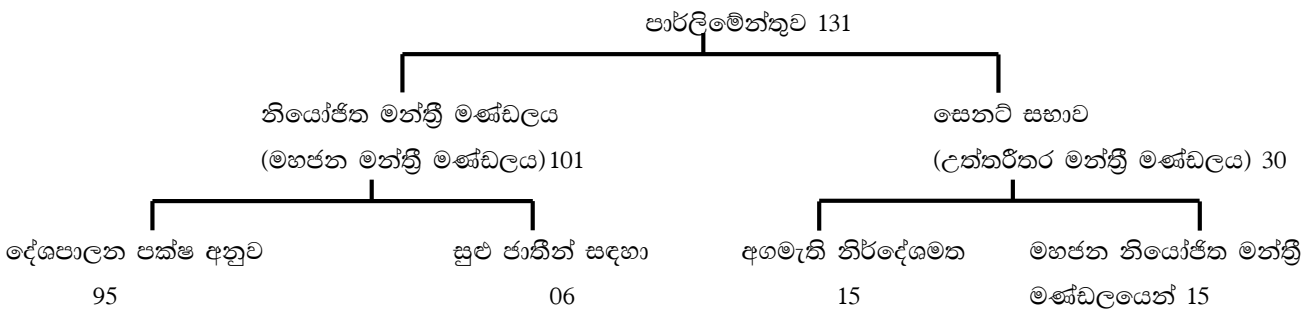 පාර්ලිමේන්තුව 131
නියෝජිත මන්ත්‍රී මණ්ඩලය
(මහජන මන්ත්‍රී මණ්ඩලය) 101
සෙනට් සභාව
(උත්තරීතර මන්ත්‍රී මණ්ඩලය) 30
දේශපාලන පක්ෂ අනුව
95
සුළු ජාතීන් සඳහා
06
අගමැති නිර්දේශමත
15
මහජන නියෝජිත මන්ත්‍රී
මණ්ඩලයෙන් 15